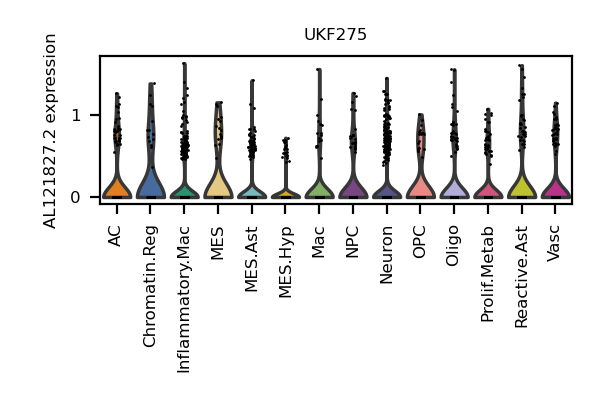 UKF275
AL121827.2 expression
1
0
AC
Chromatin.Reg
Inflammatory.Mac
MES
MES.Ast
MES.Hyp
Mac
NPC
Neuron
OPC
Oligo
Prolif.Metab
Reactive.Ast
Vasc